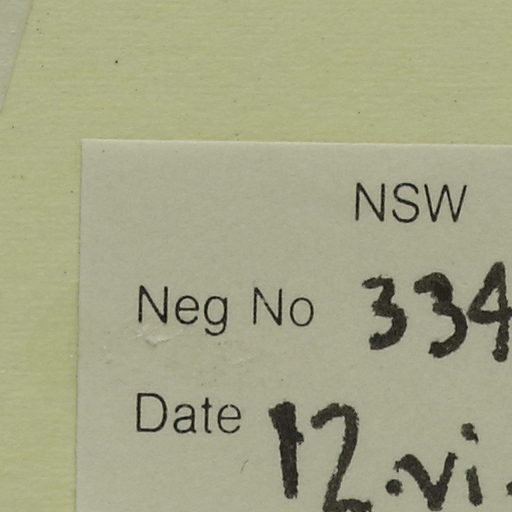 NSW
Neg No 334
Date 12.vi.